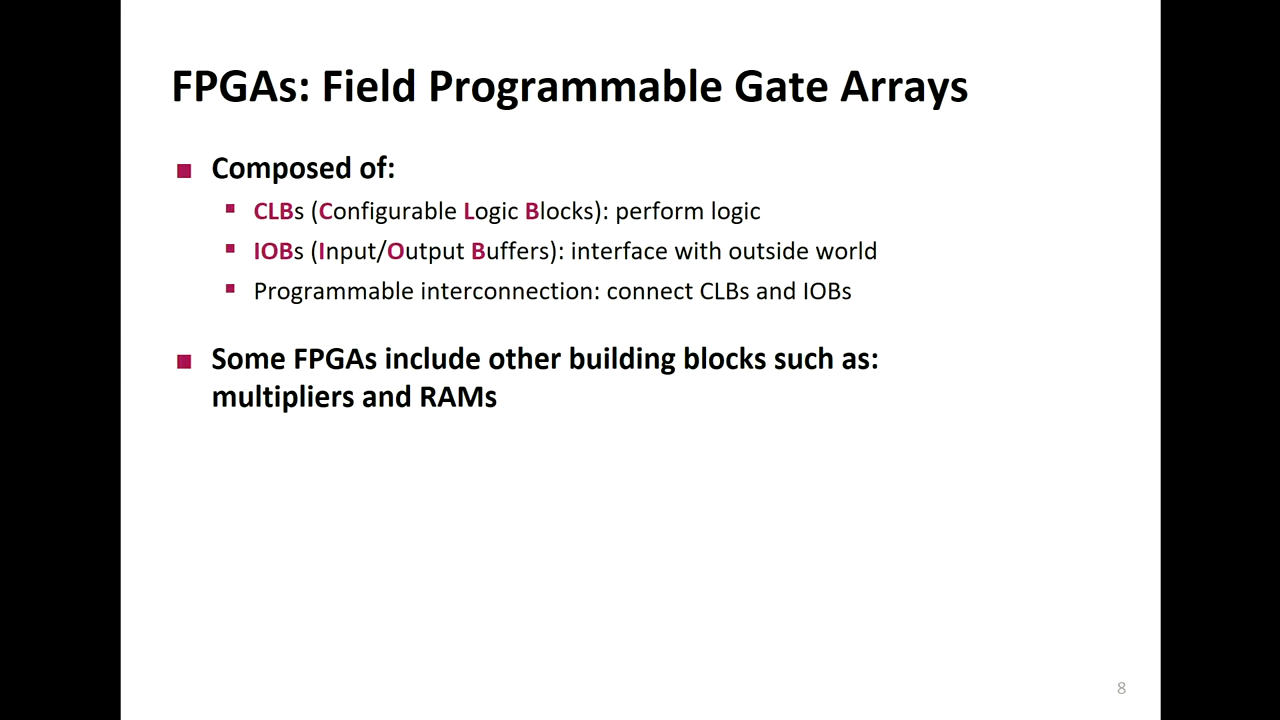 FPGAs: Field Programmable Gate Arrays
Composed of:
CLBs (Configurable Logic Blocks): perform logic
IOBs (Input/Output Buffers): interface with outside world
Programmable interconnection: connect CLBs and IOBs
Some FPGAs include other building blocks such as:
multipliers and RAMs
8